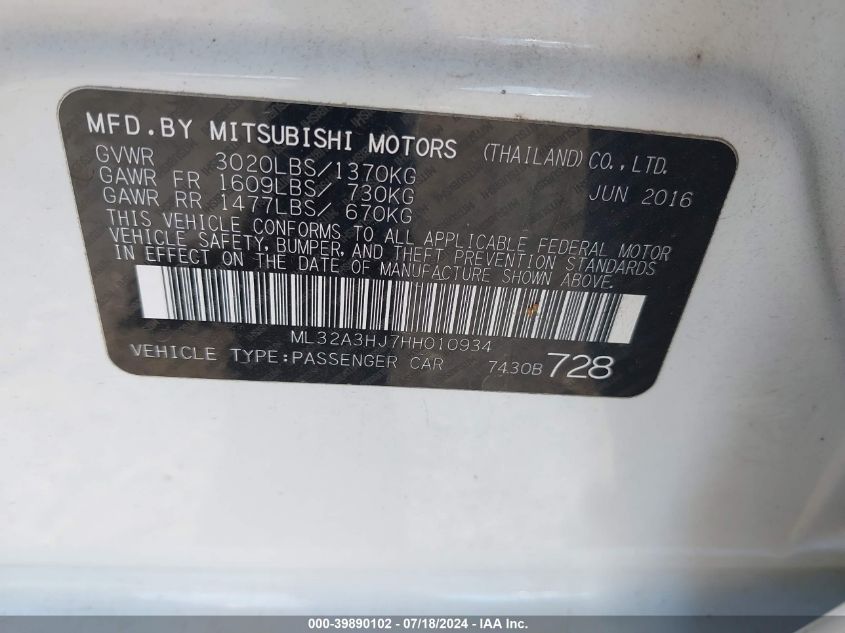 MFD.BY MITSUBISHI MOTORS (THAILAND) CO.,LTD.
GVWR 3020LBS/1370KG
GAWR FR 1609LBS/ 730KG JUN 2016
GAWR RR 1477LBS/ 670KG
THIS VEHICLE CONFORMS TO ALL APPLICABLE FEDERAL MOTOR
VEHICLE SAFETY, BUMPER, AND THEFT PREVENTION STANDARDS
IN EFFECT ON THE DATE OF MANUFACTURE SHOWN ABOVE.
ML32A3HJ7HH010934
VEHICLE TYPE:PASSENGER CAR 7430B 728
000-39890102 - 07/18/2024 - IAA Inc.